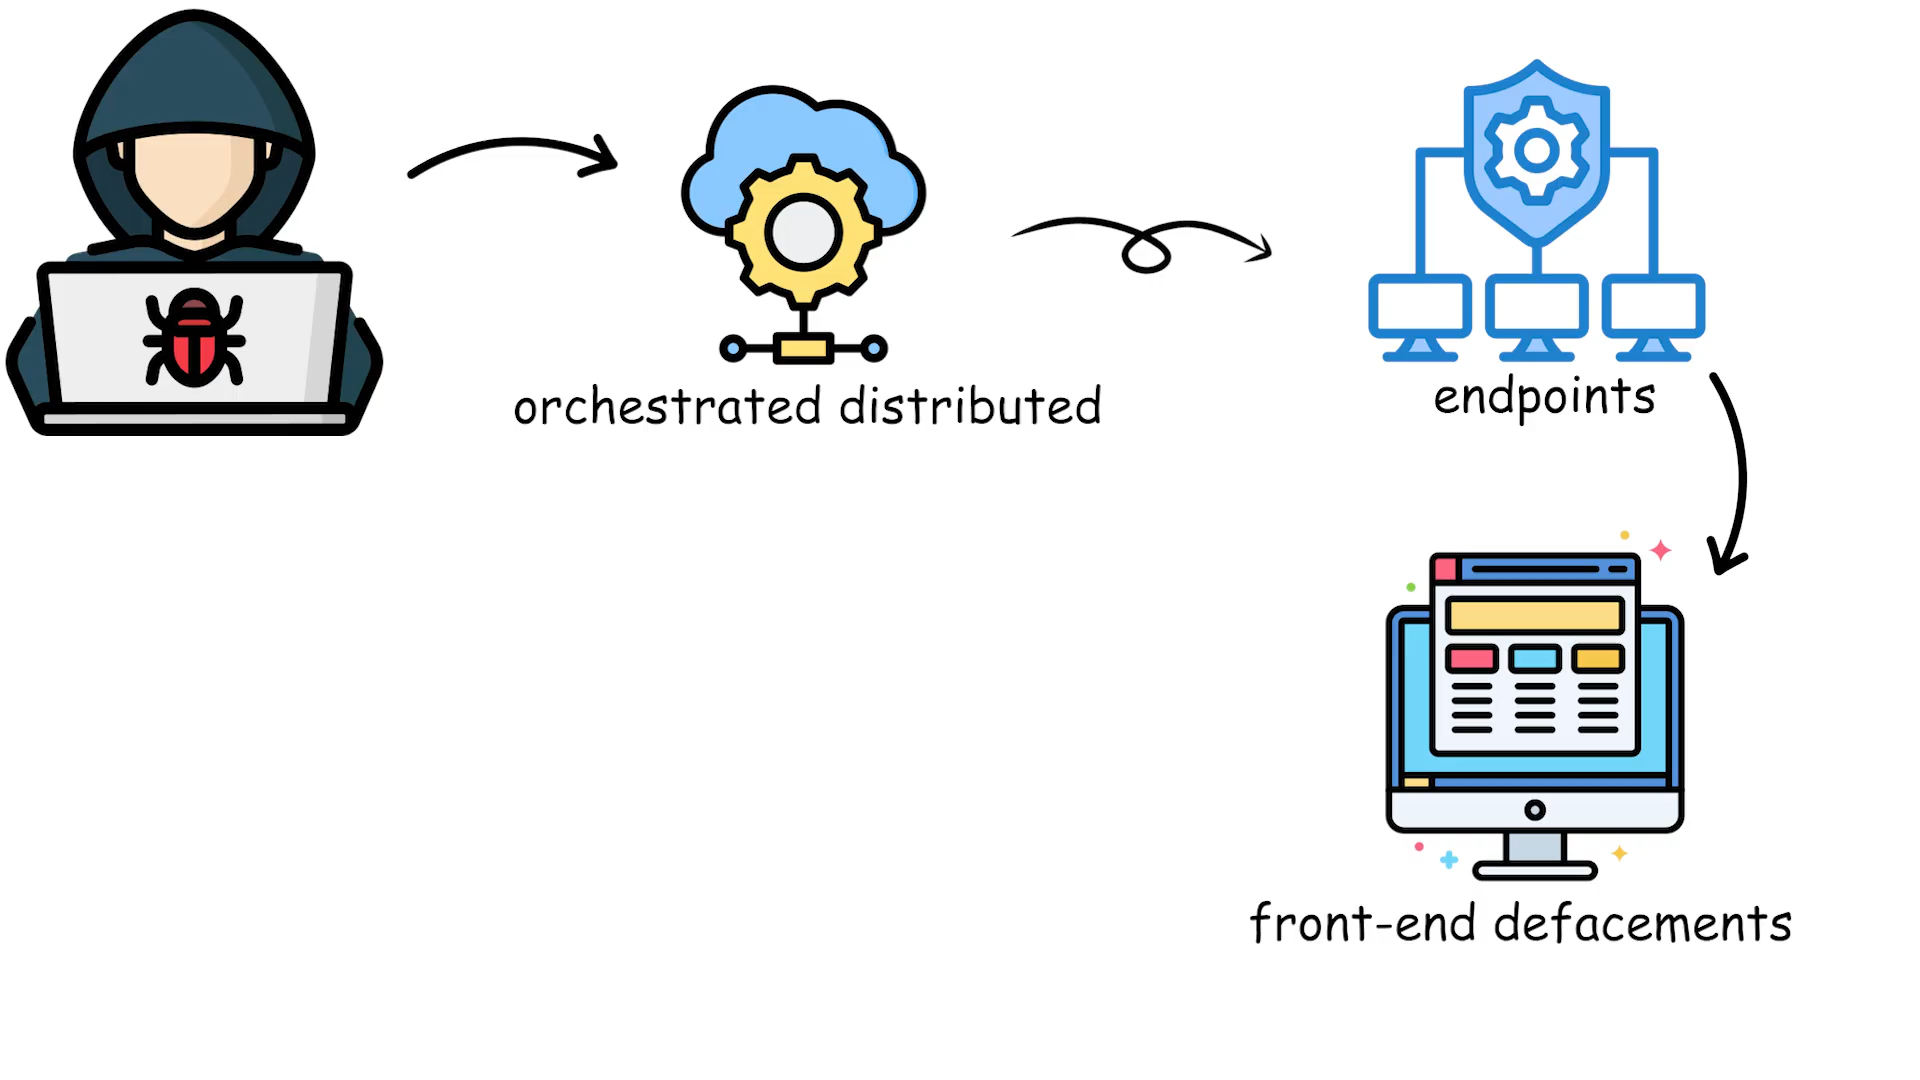 orchestrated distributed
endpoints
front-end defacements